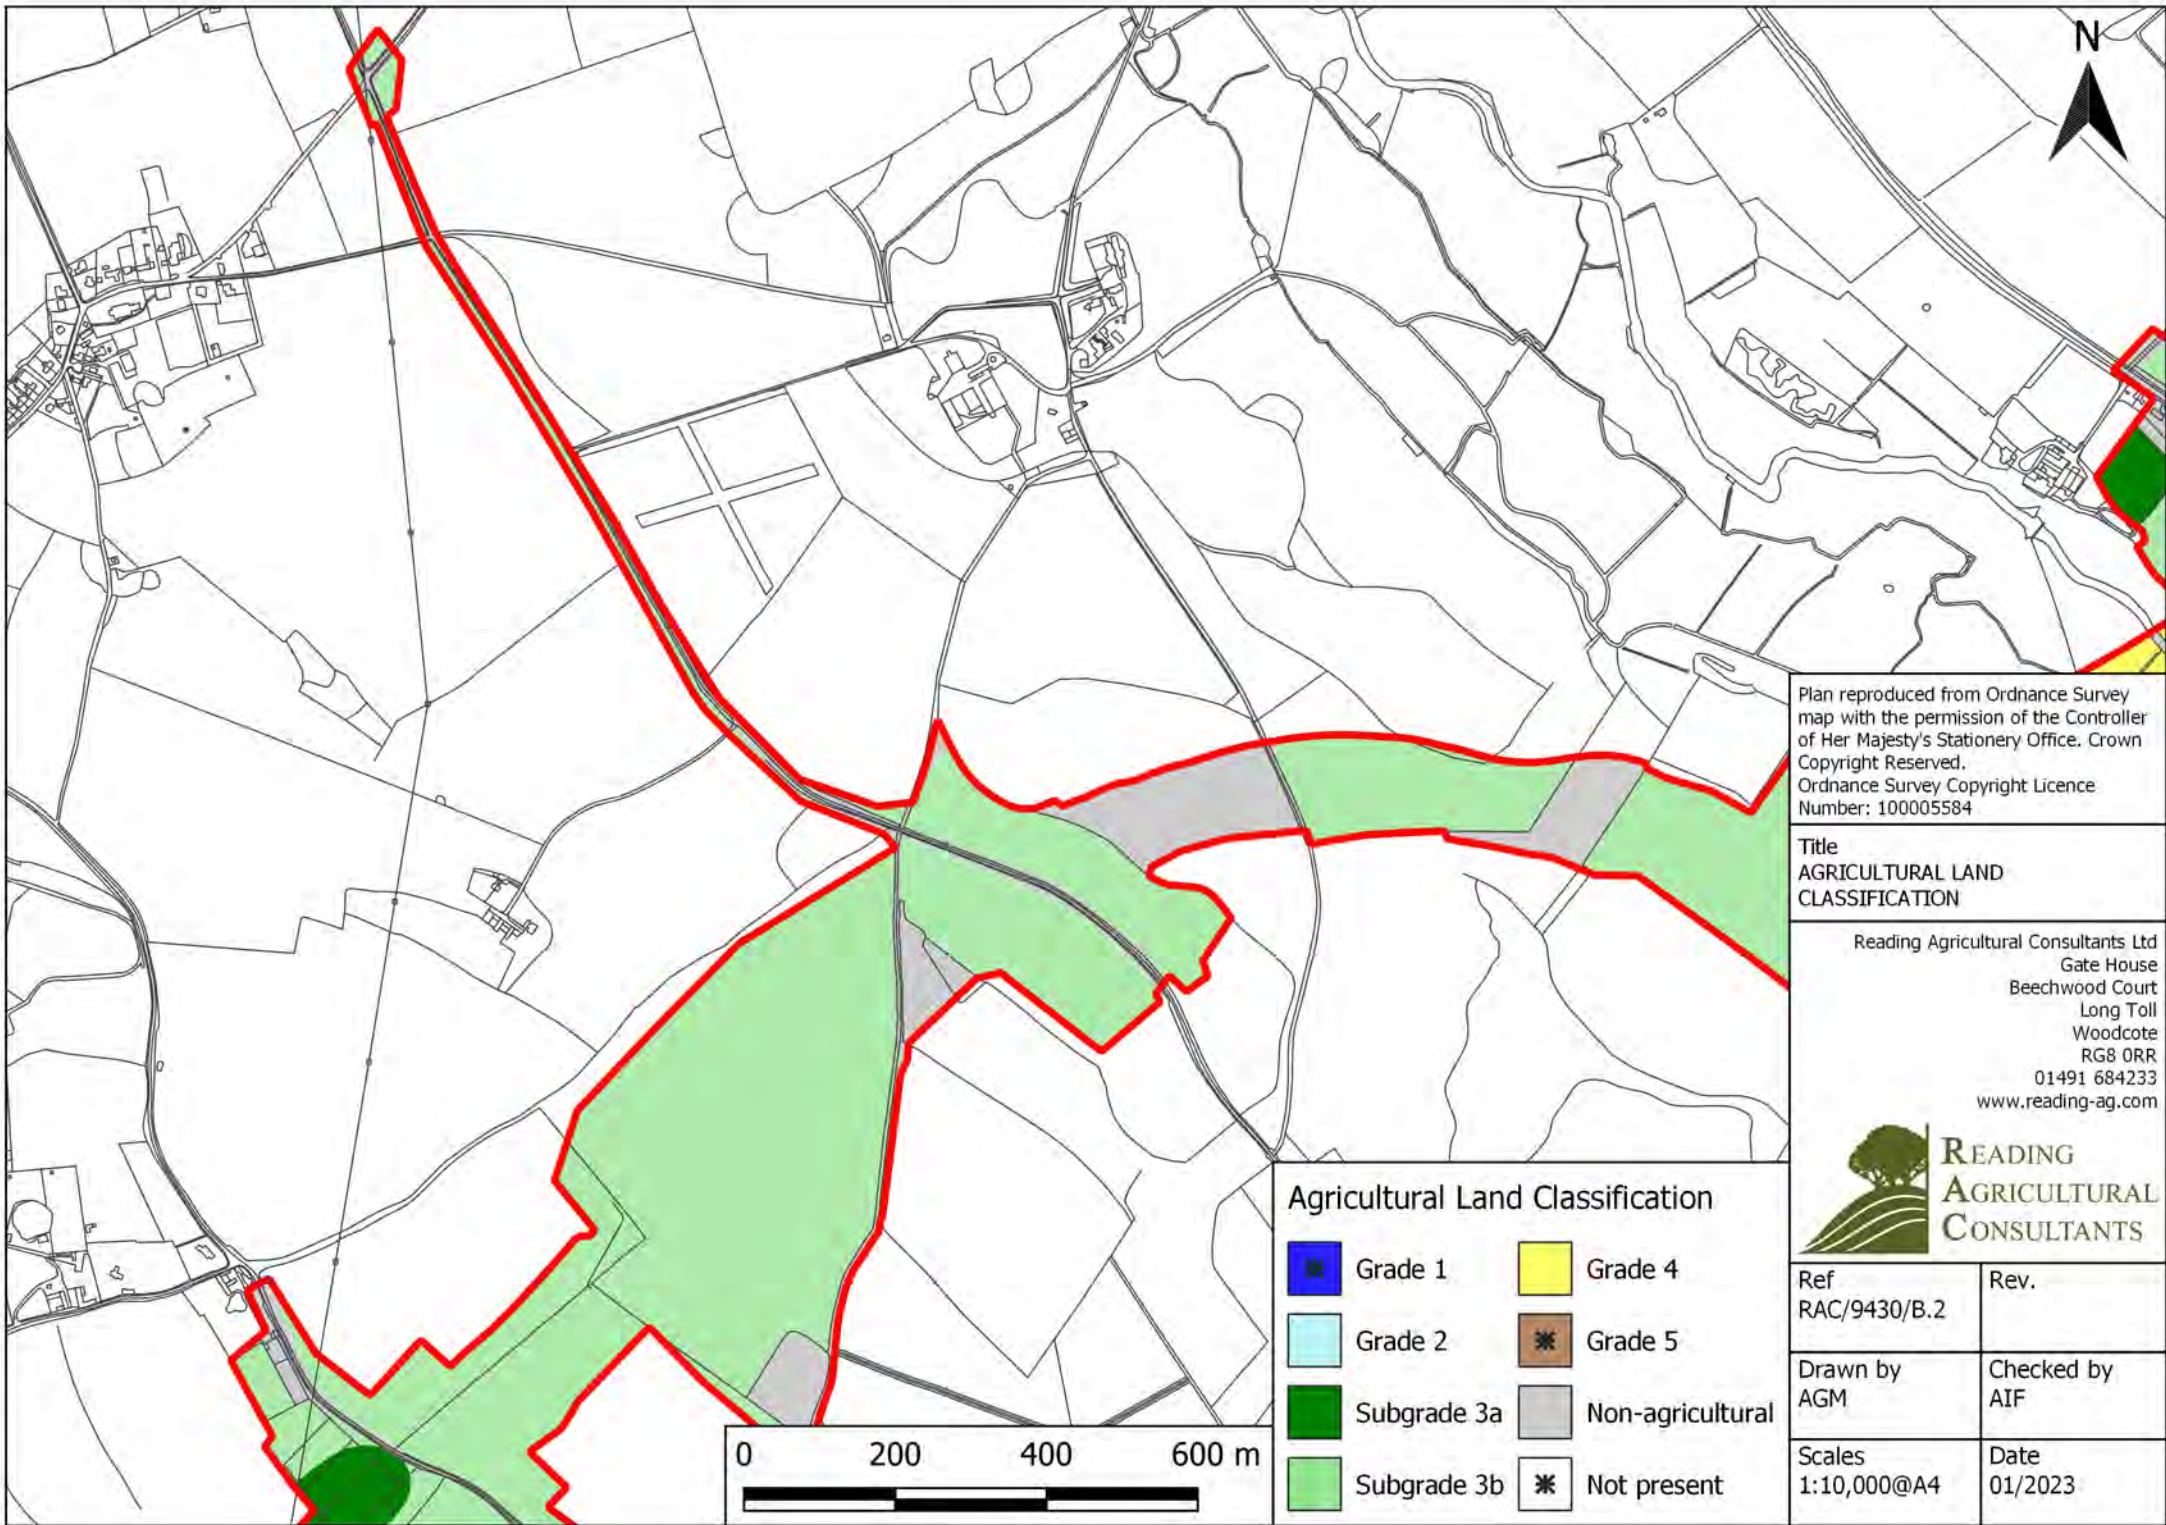 N
Plan reproduced from Ordnance Survey
map with the permission of the Controller
of Her Majesty's Stationery Office. Crown
Copyright Reserved.
Ordnance Survey Copyright Licence
Number: 100005584
Title
AGRICULTURAL LAND
CLASSIFICATION
Reading Agricultural Consultants Ltd
Gate House
Beechwood Court
Long Toll
Woodcote
RG8 0RR
01491 684233
www.reading-ag.com
READING
AGRICULTURAL
CONSULTANTS
Ref
RAC/9430/B.2
Rev.
Drawn by
AGM
Checked by
AIF
Scales
1:10,000@A4
Date
01/2023
Agricultural Land Classification
Grade 1
Grade 4
Grade 2
Grade 5
Subgrade 3a
Non-agricultural
Subgrade 3b
Not present
0 200 400 600 m